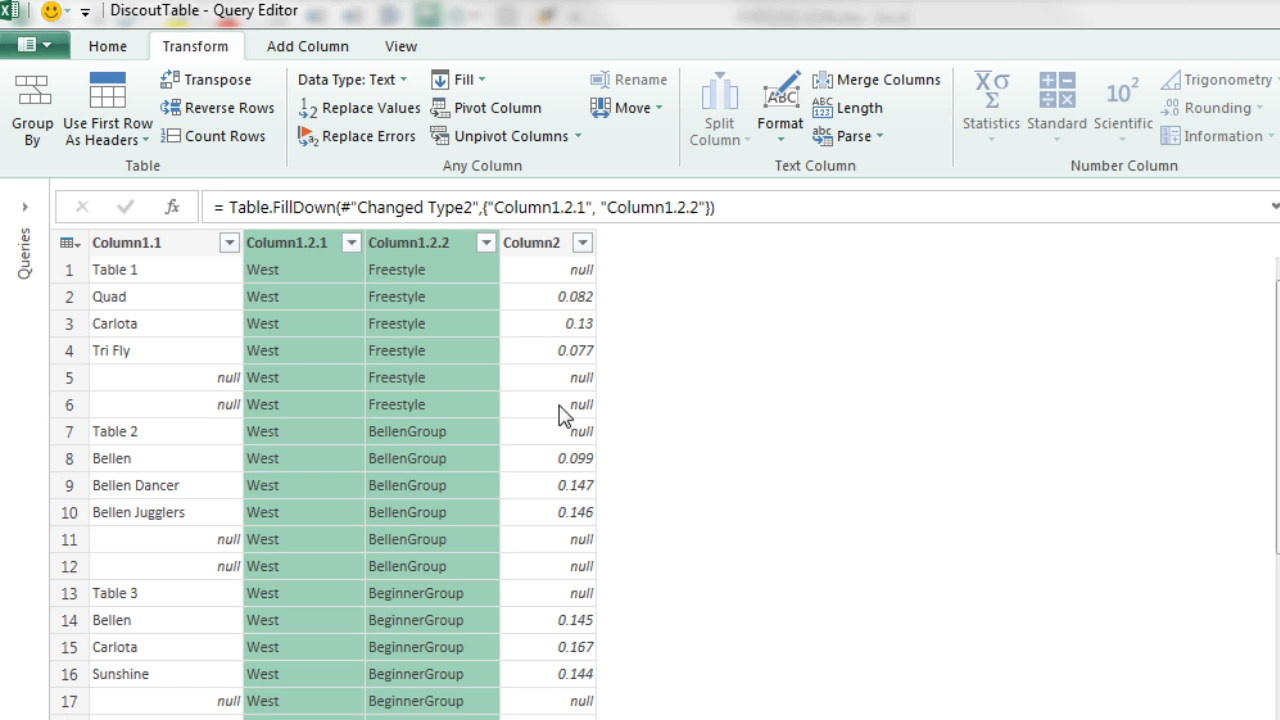 DiscoutTable - Query Editor
Home Transform Add Column View
Group By
Use First Row As Headers
Transpose
Reverse Rows
Count Rows
Table
Data Type: Text
Replace Values
Replace Errors
Fill
Pivot Column
Unpivot Columns
Rename
Move
Any Column
Split Column
Format
ABC
Merge Columns
Length
Parse
Text Column
Statistics
Standard
10²
Scientific
Trigonometry
Rounding
Information
Number Column
Queries
fx = Table.FillDown(#"Changed Type2",{"Column1.2.1", "Column1.2.2"})
Column1.1 Column1.2.1 Column1.2.2 Column2
1 Table 1 West Freestyle null
2 Quad West Freestyle 0.082
3 Carlota West Freestyle 0.13
4 Tri Fly West Freestyle 0.077
5 null West Freestyle null
6 null West Freestyle null
7 Table 2 West BellenGroup null
8 Bellen West BellenGroup 0.099
9 Bellen Dancer West BellenGroup 0.147
10 Bellen Jugglers West BellenGroup 0.146
11 null West BellenGroup null
12 null West BellenGroup null
13 Table 3 West BeginnerGroup null
14 Bellen West BeginnerGroup 0.145
15 Carlota West BeginnerGroup 0.167
16 Sunshine West BeginnerGroup 0.144
17 null West BeginnerGroup null